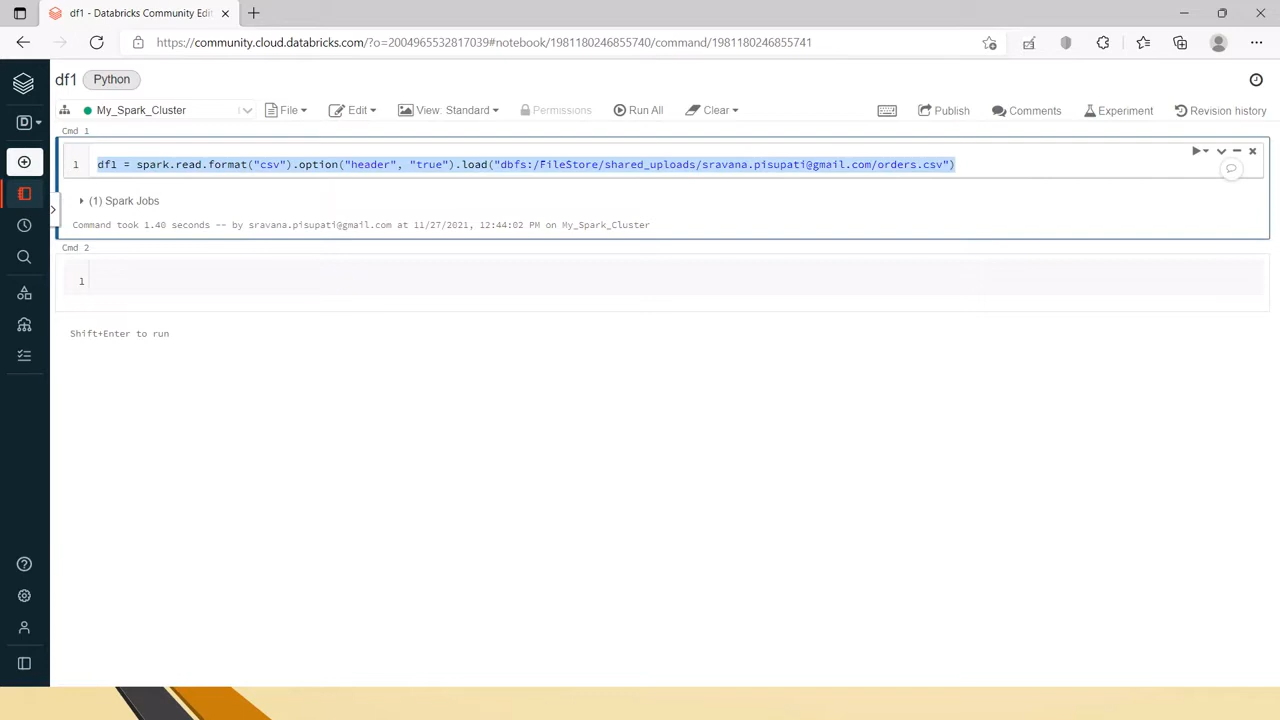 df1 - Databricks Community Edi
https://community.cloud.databricks.com/?o=2004965532817039#notebook/1981180246855740/command/1981180246855741
df1 Python
My_Spark_Cluster File Edit View: Standard Permissions Run All Clear Publish Comments Experiment Revision history
Cmd 1
1 df1 = spark.read.format("csv").option("header", "true").load("dbfs:/FileStore/shared_uploads/sravana.pisupati@gmail.com/orders.csv")
(1) Spark Jobs
Command took 1.40 seconds -- by sravana.pisupati@gmail.com at 11/27/2021, 12:44:02 PM on My_Spark_Cluster
Cmd 2
1
Shift+Enter to run
D